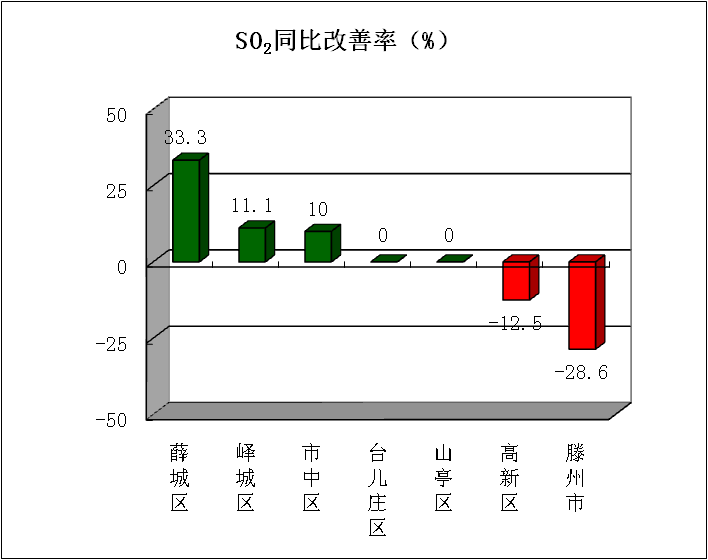 SO₂同比改善率（%）
50
25
0
-25
-50
33.3
11.1
10
0
0
-12.5
-28.6
薛城区
峄城区
市中区
台儿庄区
山亭区
高新区
滕州市